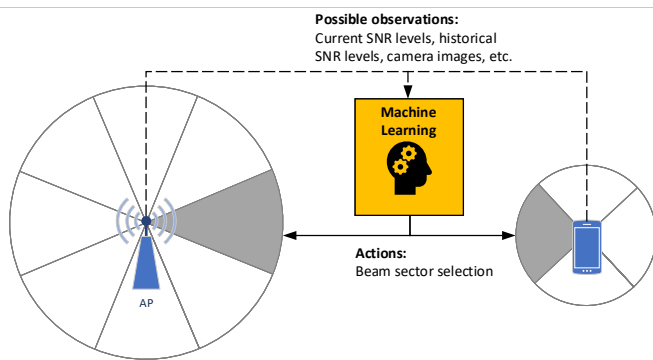 Possible observations:
Current SNR levels, historical
SNR levels, camera images, etc.
Machine
Learning
Actions:
Beam sector selection
AP